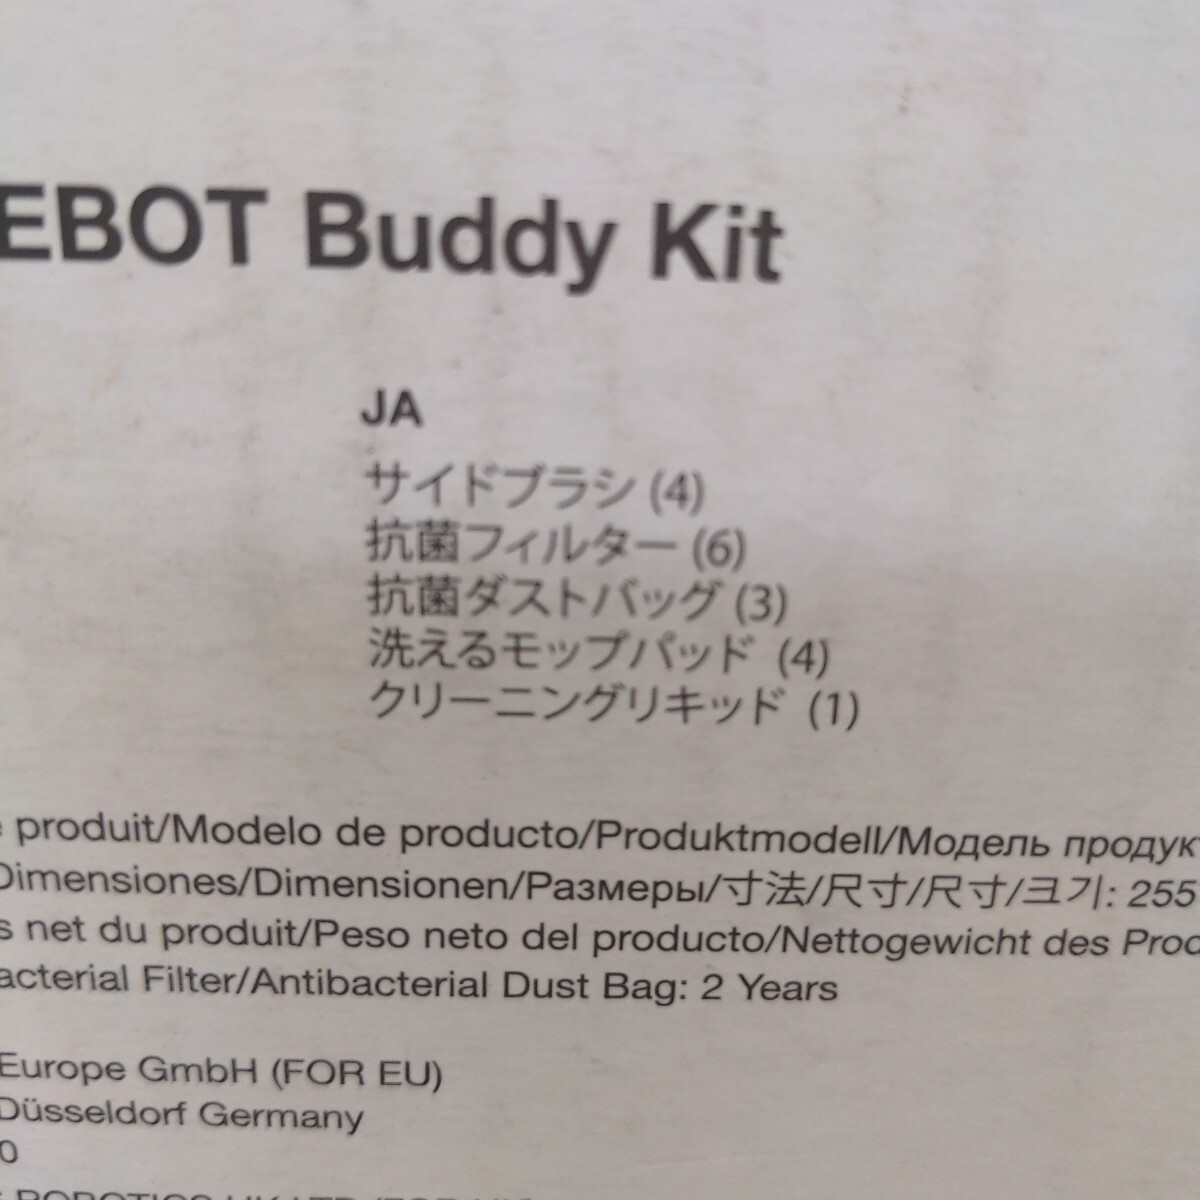 EBOT Buddy Kit
JA
サイドブラシ (4)
抗菌フィルター (6)
抗菌ダストバッグ (3)
洗えるモップパッド (4)
クリーニングリキッド (1)
produit/Modelo de producto/Produktmodell/Модель продук
Dimensiones/Dimensionen/Размеры/寸法/尺寸/尺寸/크기: 255
s net du produit/Peso neto del producto/Nettogewicht des Proc
acterial Filter/Antibacterial Dust Bag: 2 Years
Europe GmbH (FOR EU)
Düsseldorf Germany
0